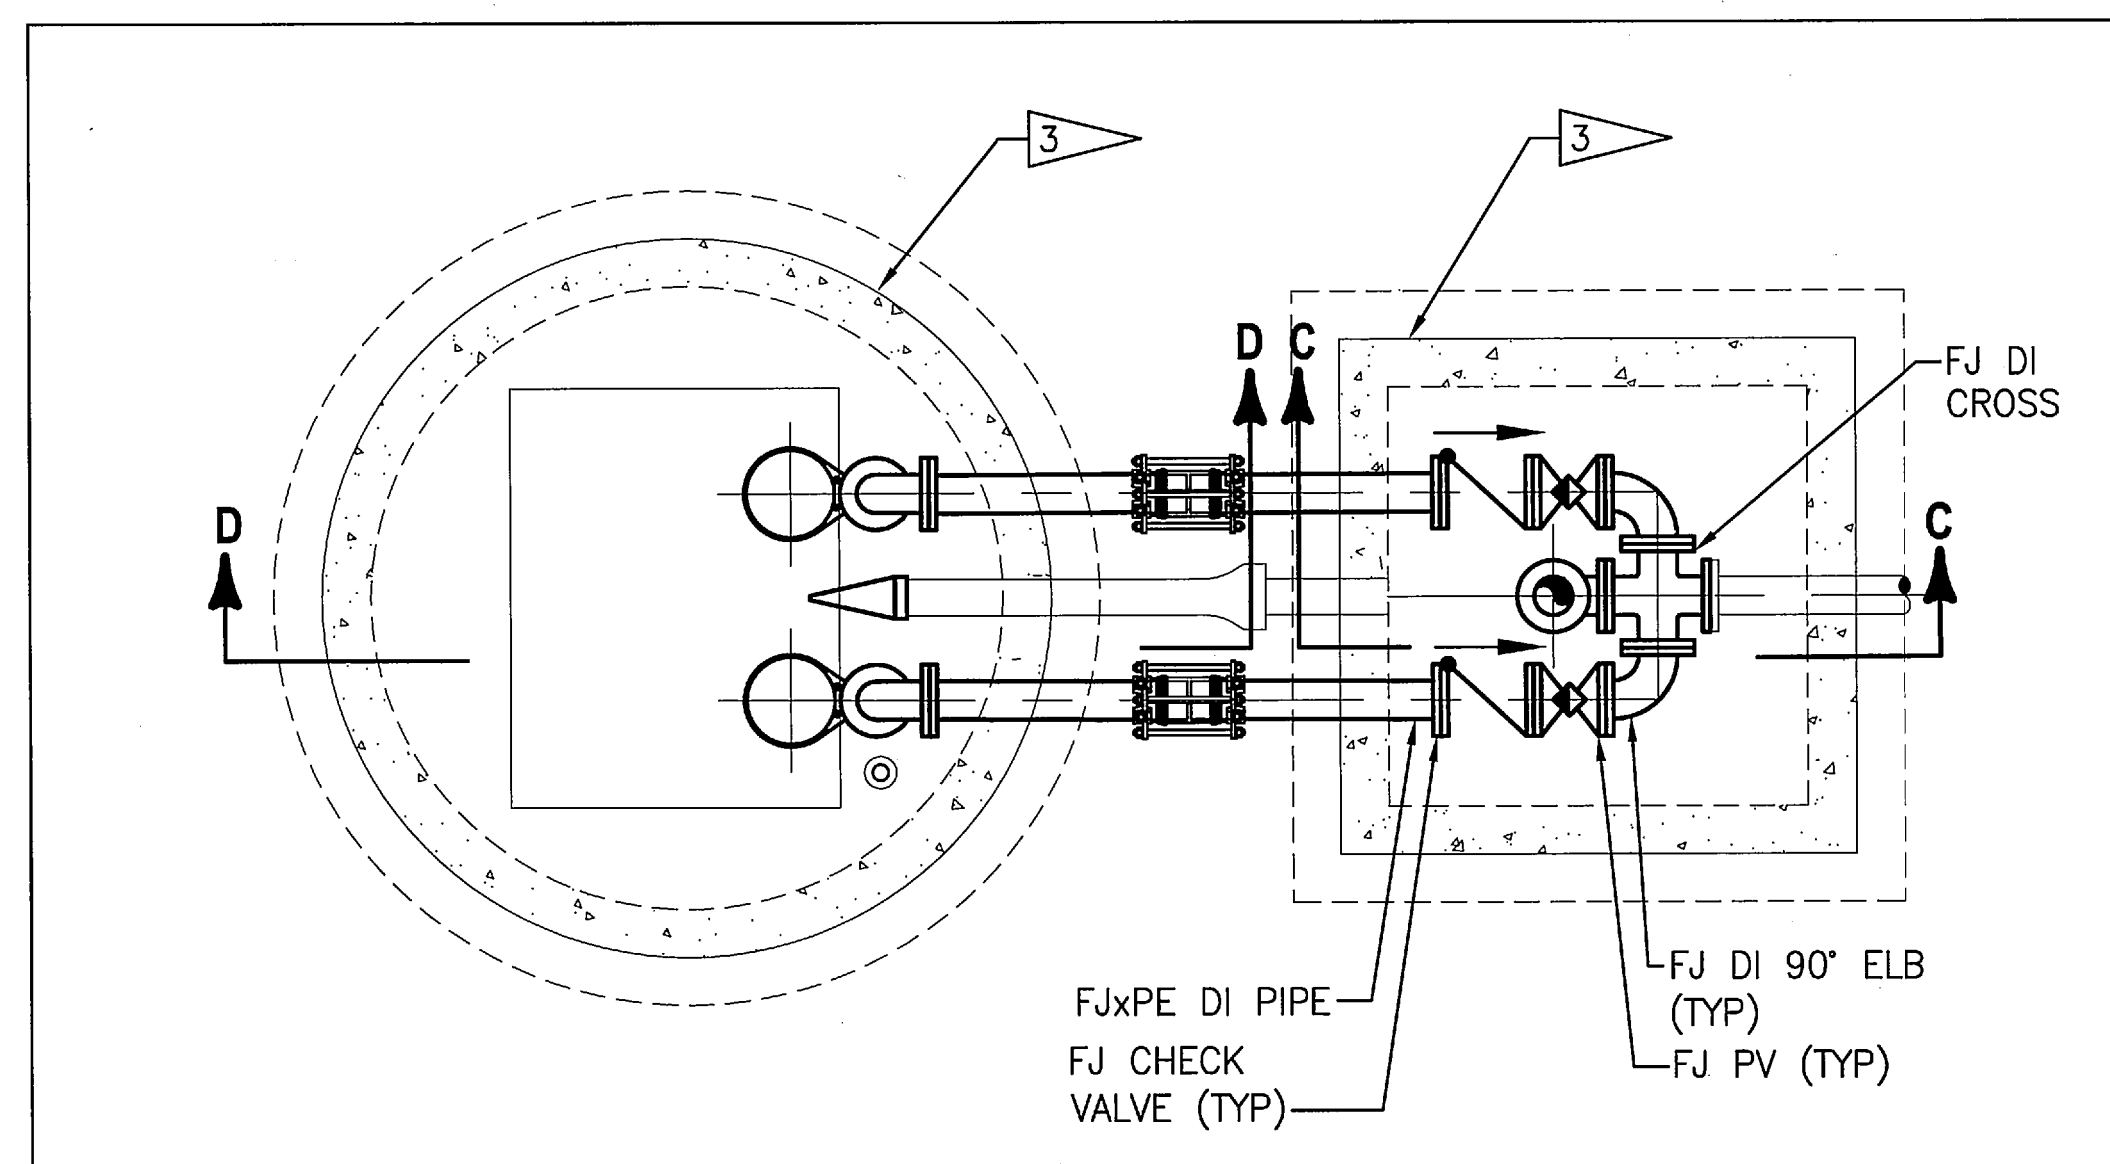 3
3
D
C
FJ DI
CROSS
D
C
FJ DI 90° ELB
(TYP)
FJxPE DI PIPE
FJ CHECK
VALVE (TYP)
FJ PV (TYP)